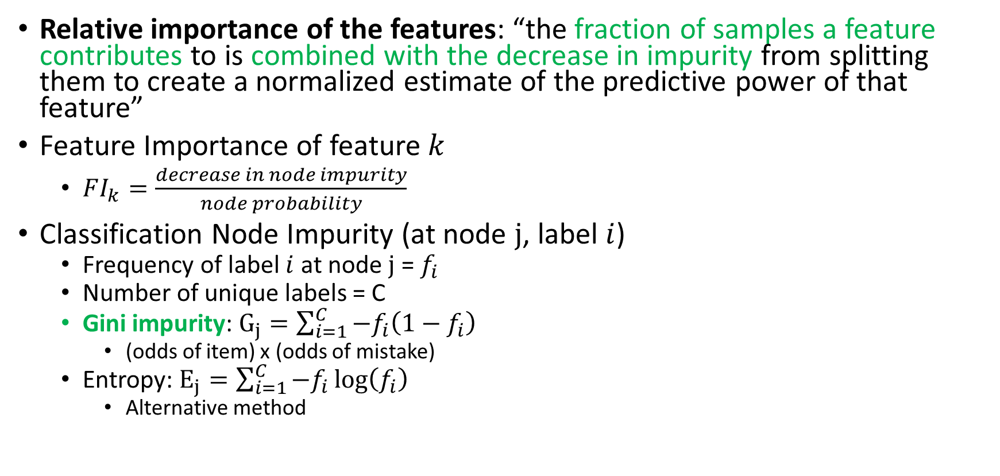 • Relative importance of the features: “the fraction of samples a feature
contributes to is combined with the decrease in impurity from splitting
them to create a normalized estimate of the predictive power of that
feature”
• Feature Importance of feature k
• FI_k = \frac{decrease in node impurity}{node probability}
• Classification Node Impurity (at node j, label i)
• Frequency of label i at node j = f_i
• Number of unique labels = C
• Gini impurity: G_j = ∑_{i=1}^{C} −f_i(1 − f_i)
• (odds of item) x (odds of mistake)
• Entropy: E_j = ∑_{i=1}^{C} −f_i log(f_i)
• Alternative method